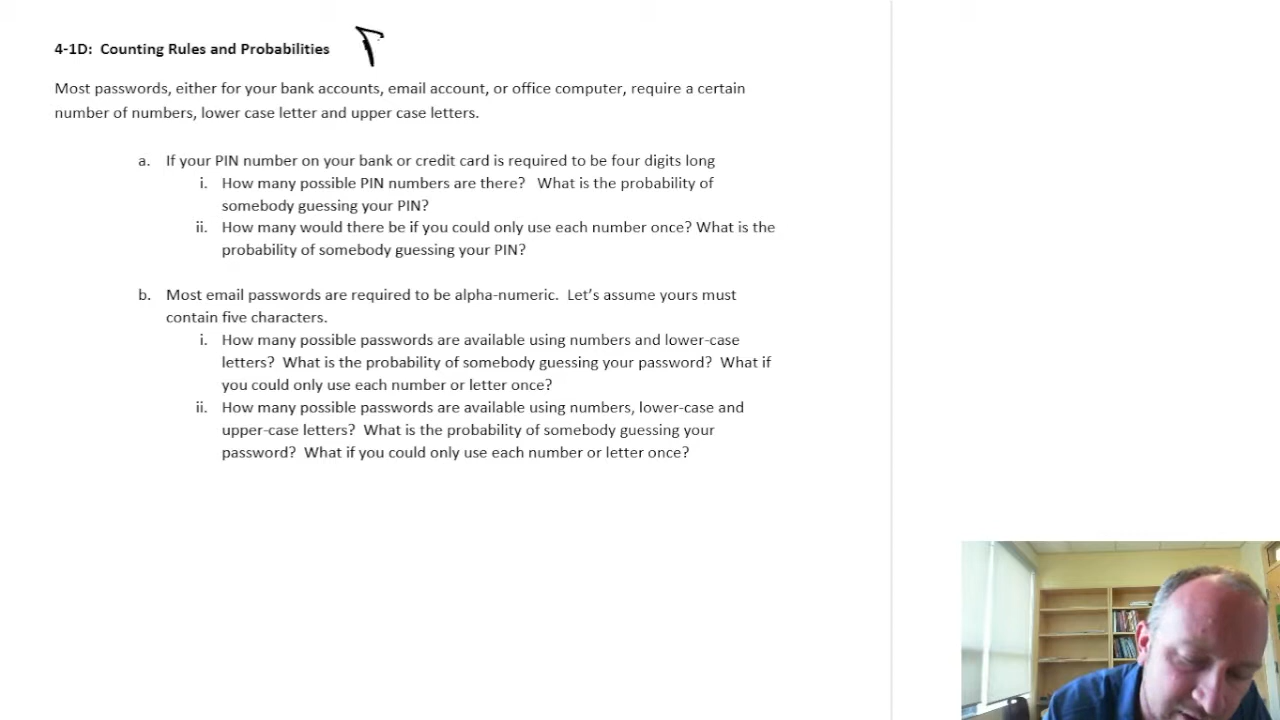 4-1D: Counting Rules and Probabilities
Most passwords, either for your bank accounts, email account, or office computer, require a certain
number of numbers, lower case letter and upper case letters.
a. If your PIN number on your bank or credit card is required to be four digits long
i. How many possible PIN numbers are there? What is the probability of
somebody guessing your PIN?
ii. How many would there be if you could only use each number once? What is the
probability of somebody guessing your PIN?
b. Most email passwords are required to be alpha-numeric. Let's assume yours must
contain five characters.
i. How many possible passwords are available using numbers and lower-case
letters? What is the probability of somebody guessing your password? What if
you could only use each number or letter once?
ii. How many possible passwords are available using numbers, lower-case and
upper-case letters? What is the probability of somebody guessing your
password? What if you could only use each number or letter once?